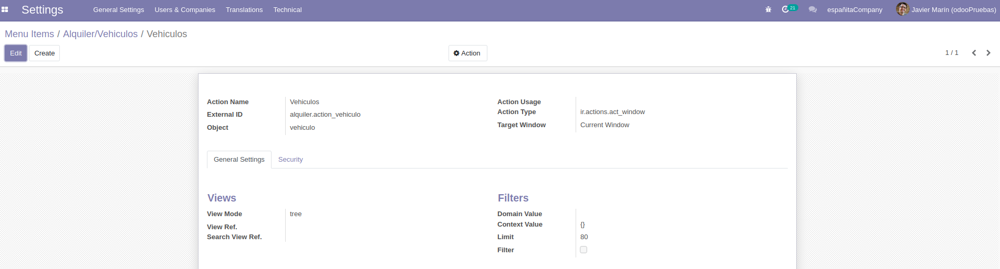 Settings General Settings Users & Companies Translations Technical 21 españitaCompany Javier Marín (odooPruebas)
Menu Items / Alquiler/Vehiculos / Vehiculos
Edit Create Action 1 / 1
Action Name Vehiculos
External ID alquiler.action_vehiculo
Object vehiculo
Action Usage
Action Type ir.actions.act_window
Target Window Current Window
General Settings Security
Views
View Mode tree
View Ref.
Search View Ref.
Filters
Domain Value
Context Value {}
Limit 80
Filter